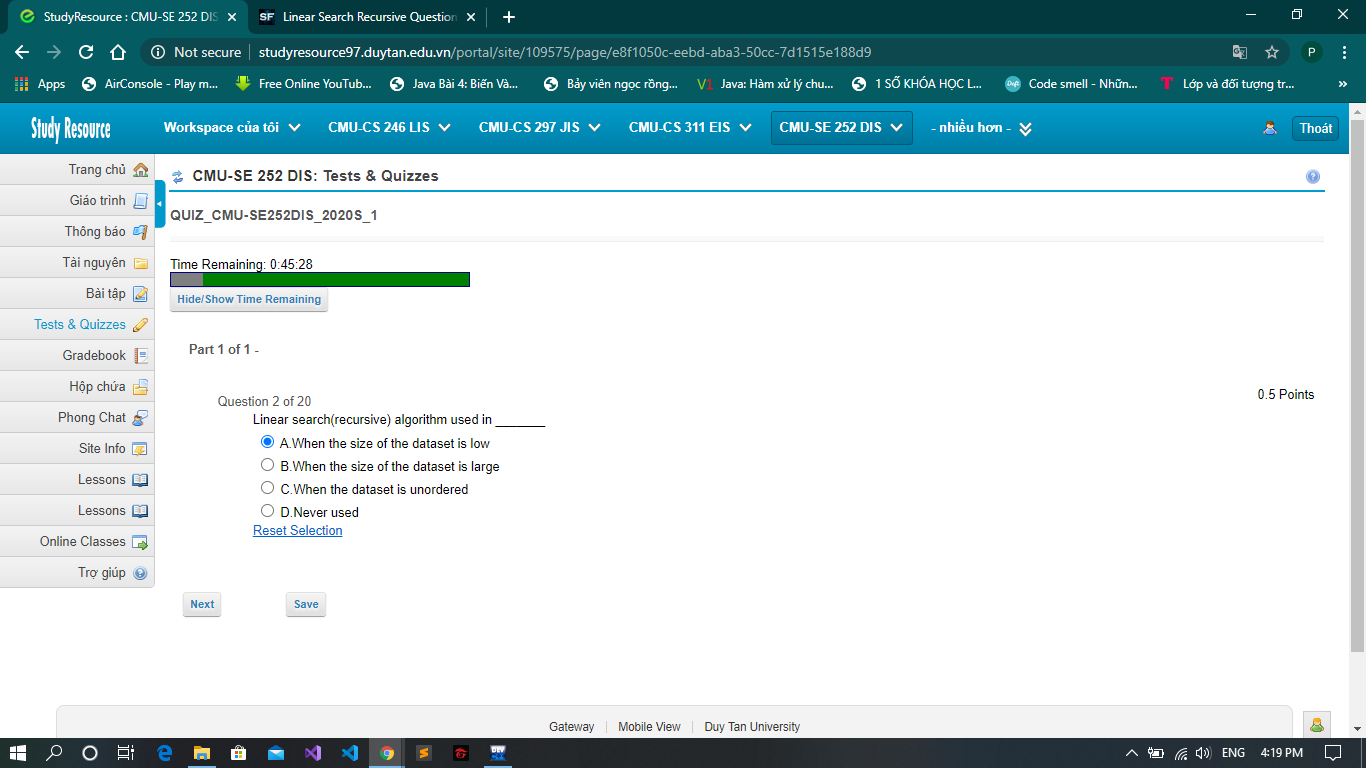 StudyResource : CMU-SE 252 DIS
Linear Search Recursive Question
Not secure | studyresource97.duytan.edu.vn/portal/site/109575/page/e8f1050c-eebd-aba3-50cc-7d1515e188d9
P
Apps AirConsole - Play m... Free Online YouTub... Java Bài 4: Biến Và... Bảy viên ngọc rồng... Java: Hàm xử lý chu... 1 SỐ KHÓA HỌC L... Code smell - Nhữn... Lớp và đối tượng tr... »
Study Resource Workspace của tôi CMU-CS 246 LIS CMU-CS 297 JIS CMU-CS 311 EIS CMU-SE 252 DIS - nhiều hơn - Thoát
Trang chủ
Giáo trình
Thông báo
Tài nguyên
Bài tập
Tests & Quizzes
Gradebook
Hộp chứa
Phong Chat
Site Info
Lessons
Lessons
Online Classes
Trợ giúp
CMU-SE 252 DIS: Tests & Quizzes
QUIZ_CMU-SE252DIS_2020S_1
Time Remaining: 0:45:28
Hide/Show Time Remaining
Part 1 of 1 -
Question 2 of 20
0.5 Points
Linear search(recursive) algorithm used in _______
A.When the size of the dataset is low
B.When the size of the dataset is large
C.When the dataset is unordered
D.Never used
Reset Selection
Next Save
Gateway | Mobile View | Duy Tan University
ENG 4:19 PM